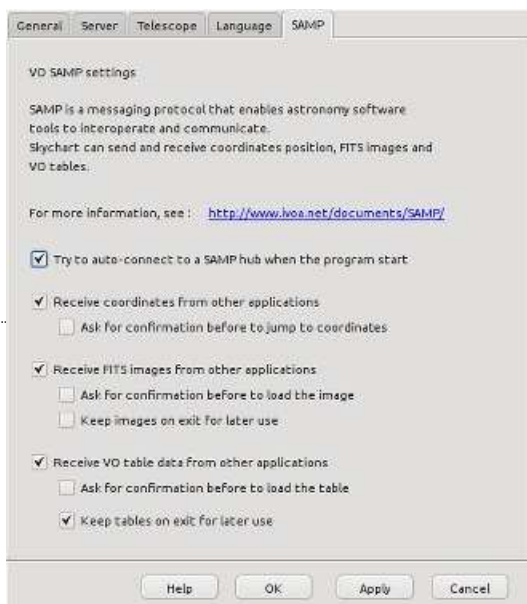 General Server Telescope Language SAMP
VO SAMP settings
SAMP is a messaging protocol that enables astronomy software
tools to interoperate and communicate.
Skychart can send and receive coordinates position, FITS images and
VO tables.
For more information, see : http://www.ivoa.net/documents/SAMP/
Try to auto-connect to a SAMP hub when the program start
Receive coordinates from other applications
Ask for confirmation before to jump to coordinates
Receive FITS images from other applications
Ask for confirmation before to load the image
Keep images on exit for later use
Receive VO table data from other applications
Ask for confirmation before to load the table
Keep tables on exit for later use
Help OK Apply Cancel